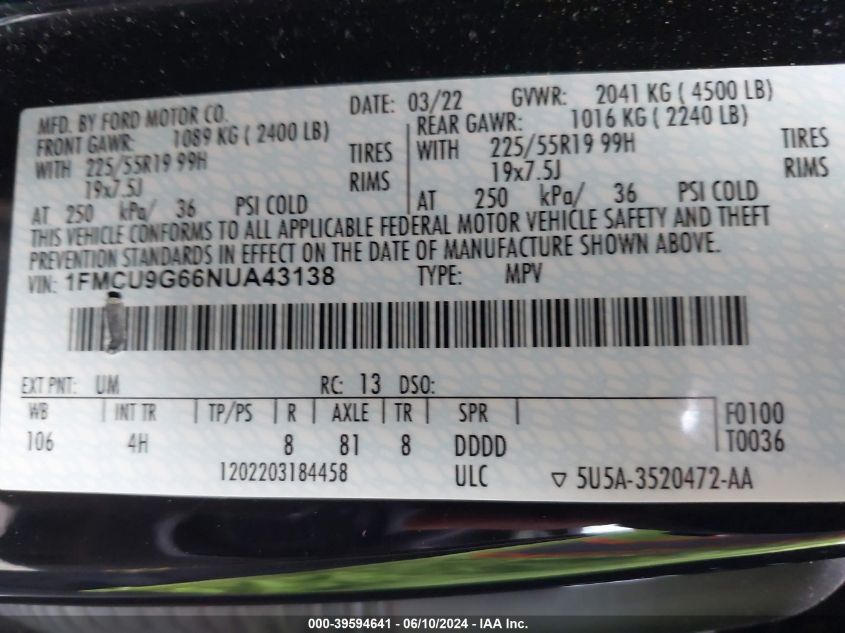 MFD. BY FORD MOTOR CO.
DATE: 03/22 GVWR: 2041 KG ( 4500 LB)
FRONT GAWR: 1089 KG ( 2400 LB)
WITH 225/55R19 99H TIRES
19x7.5J RIMS
AT 250 kPa/ 36 PSI COLD
REAR GAWR: 1016 KG ( 2240 LB)
WITH 225/55R19 99H TIRES
19x7.5J RIMS
AT 250 kPa/ 36 PSI COLD
THIS VEHICLE CONFORMS TO ALL APPLICABLE FEDERAL MOTOR VEHICLE SAFETY AND THEFT
PREVENTION STANDARDS IN EFFECT ON THE DATE OF MANUFACTURE SHOWN ABOVE.
VIN: 1FMCU9G66NUA43138 TYPE: MPV
EXT PNT: UM RC: 13 DSO:
WB INT TR TP/PS R AXLE TR SPR F0100
106 4H 8 81 8 DDDD T0036
1202203184458 ULC ▽ 5U5A-3520472-AA
000-39594641 - 06/10/2024 - IAA Inc.